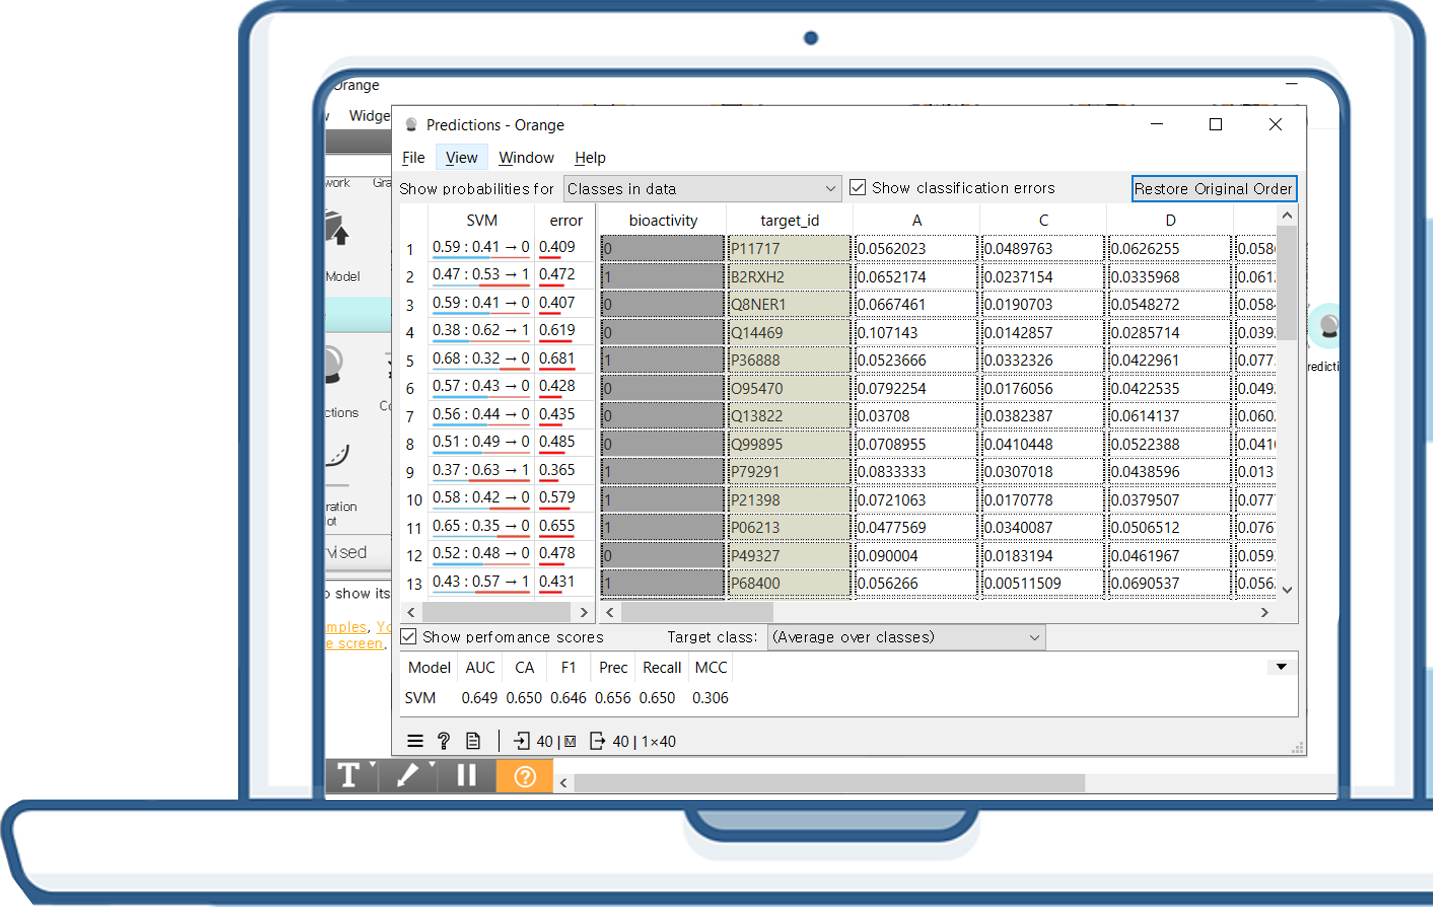 Orange
Widge
Predictions - Orange
File View Window Help
Show probabilities for Classes in data Show classification errors Restore Original Order
work Gra
Model
ctions Co
ration
lot
vised
o show its
mples, Yo
e screen.
redicti
SVM error bioactivity target_id A C D
1 0.59 : 0.41 → 0 0.409 0 P11717 0.0562023 0.0489763 0.0626255 0.058
2 0.47 : 0.53 → 1 0.472 1 B2RXH2 0.0652174 0.0237154 0.0335968 0.061
3 0.59 : 0.41 → 0 0.407 0 Q8NER1 0.0667461 0.0190703 0.0548272 0.058
4 0.38 : 0.62 → 1 0.619 0 Q14469 0.107143 0.0142857 0.0285714 0.039
5 0.68 : 0.32 → 0 0.681 1 P36888 0.0523666 0.0332326 0.0422961 0.077
6 0.57 : 0.43 → 0 0.428 0 O95470 0.0792254 0.0176056 0.0422535 0.049
7 0.56 : 0.44 → 0 0.435 0 Q13822 0.03708 0.0382387 0.0614137 0.060
8 0.51 : 0.49 → 0 0.485 0 Q99895 0.0708955 0.0410448 0.0522388 0.041
9 0.37 : 0.63 → 1 0.365 1 P79291 0.0833333 0.0307018 0.0438596 0.013
10 0.58 : 0.42 → 0 0.579 1 P21398 0.0721063 0.0170778 0.0379507 0.077
11 0.65 : 0.35 → 0 0.655 1 P06213 0.0477569 0.0340087 0.0506512 0.076
12 0.52 : 0.48 → 0 0.478 0 P49327 0.090004 0.0183194 0.0461967 0.059
13 0.43 : 0.57 → 1 0.431 1 P68400 0.056266 0.00511509 0.0690537 0.056
Show perfomance scores Target class: (Average over classes)
Model AUC CA F1 Prec Recall MCC
SVM 0.649 0.650 0.646 0.656 0.650 0.306
? 40 | M 40 | 1×40
T ?